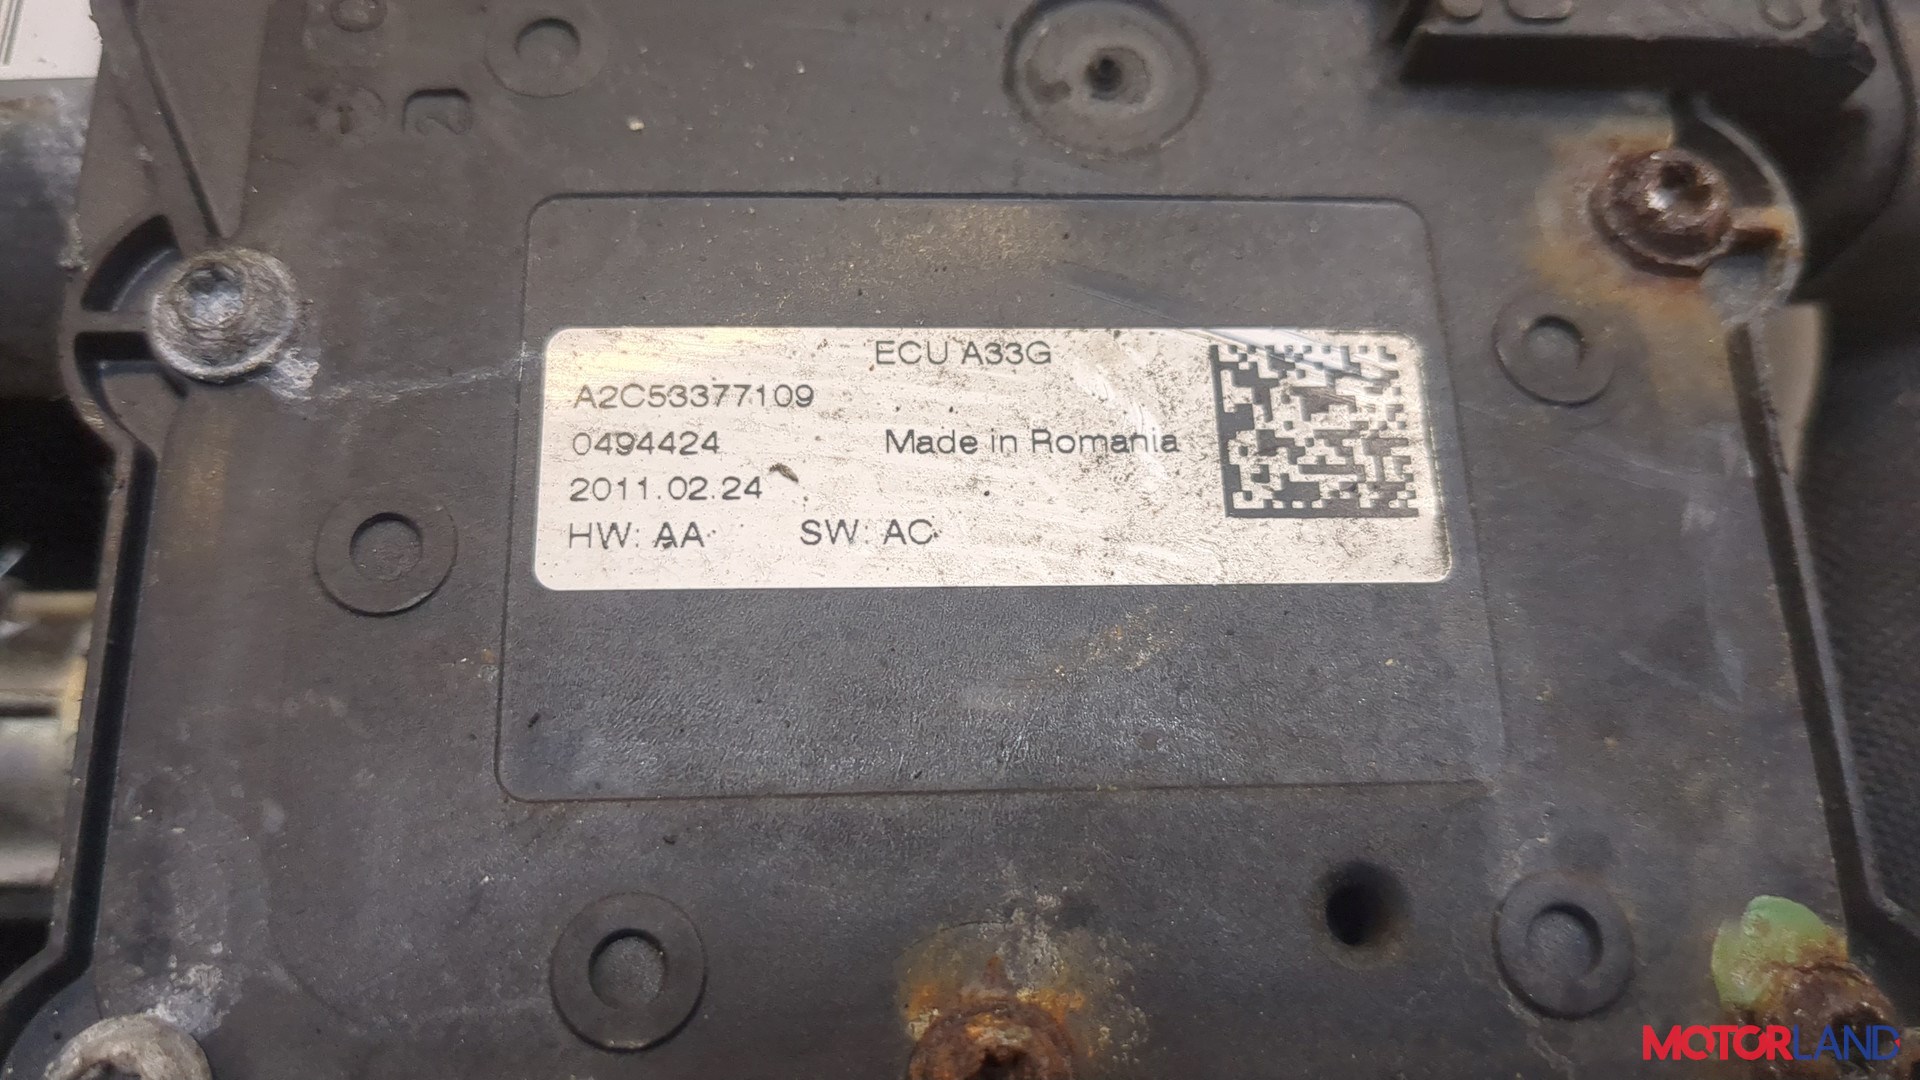 ECU A33G
A2C53377109
0494424 Made in Romania
2011.02.24
HW: AA SW: AC
MOTORLAND